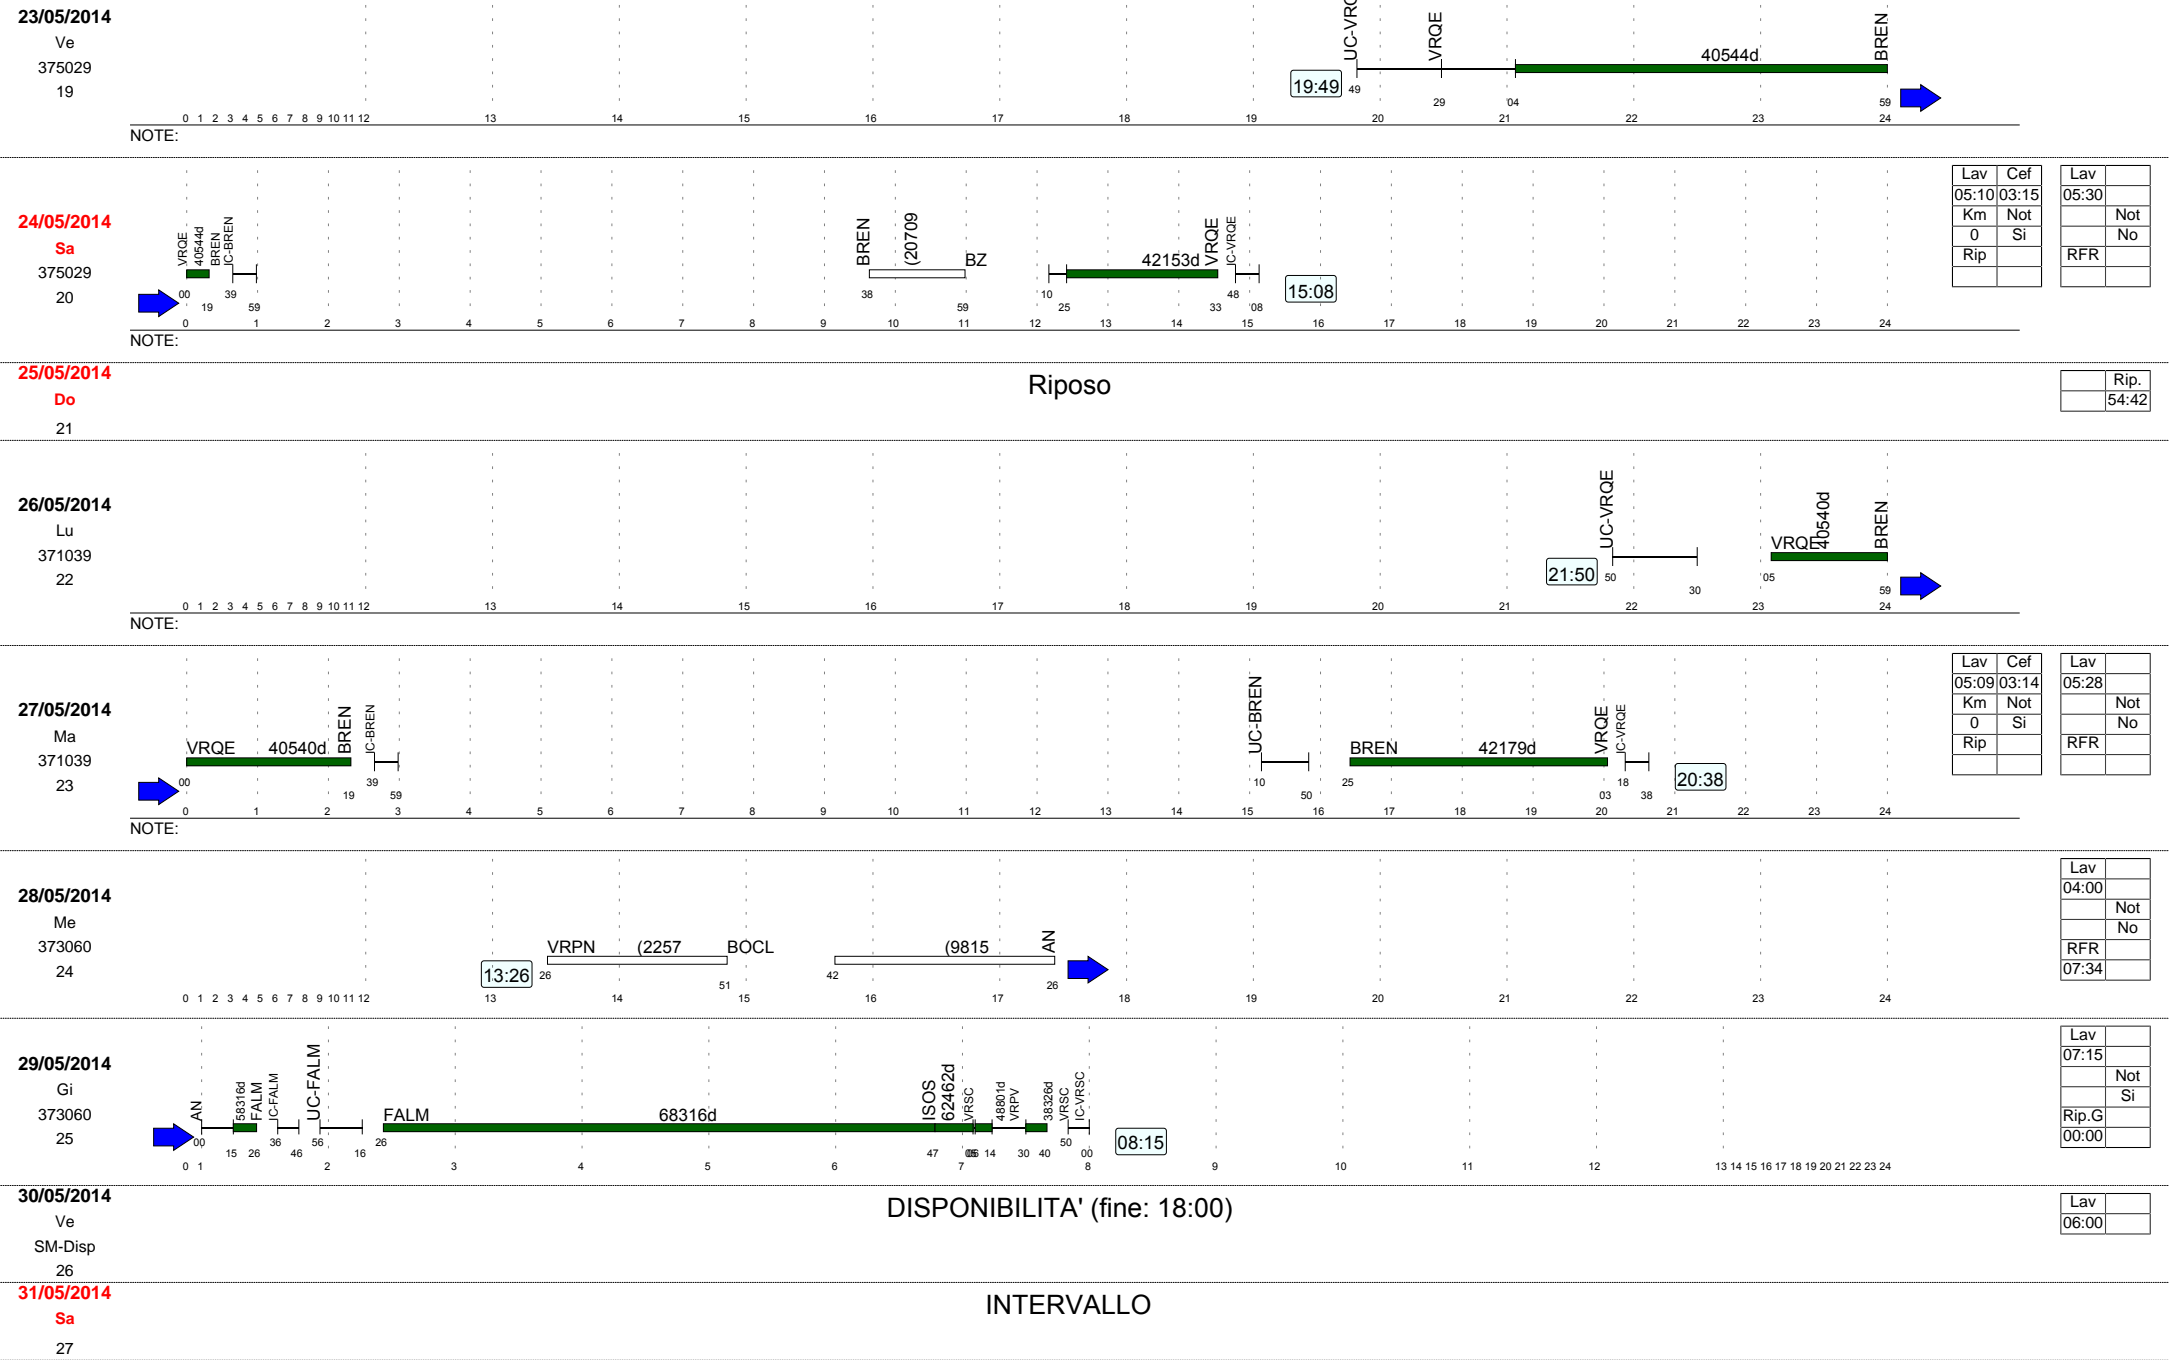 23/05/2014
Ve
375029
19
UC-VRQ
VRQE
40544d
BREN
19:49
49
29
04
59
0 1 2 3 4 5 6 7 8 9 10 11 12 13 14 15 16 17 18 19 20 21 22 23 24
NOTE:
24/05/2014
Sa
375029
20
VRQE
40544d
BREN
IC-BREN
BREN
(20709
BZ
42153d
VRQE
IC-VRQE
00
19
39
59
38
59
10
25
33
48
08
15:08
0 1 2 3 4 5 6 7 8 9 10 11 12 13 14 15 16 17 18 19 20 21 22 23 24
NOTE:
Lav Cef
05:10 03:15
Km Not
0 Si
Rip
Lav
05:30
Not
No
RFR
25/05/2014
Do
21
Riposo
Rip.
54:42
26/05/2014
Lu
371039
22
UC-VRQE
VRQE
40540d
BREN
21:50
50
30
05
59
0 1 2 3 4 5 6 7 8 9 10 11 12 13 14 15 16 17 18 19 20 21 22 23 24
NOTE:
27/05/2014
Ma
371039
23
VRQE
40540d
BREN
IC-BREN
UC-BREN
BREN
42179d
VRQE
IC-VRQE
00
19
39
59
10
50
25
03
18
38
20:38
0 1 2 3 4 5 6 7 8 9 10 11 12 13 14 15 16 17 18 19 20 21 22 23 24
NOTE:
Lav Cef
05:09 03:14
Km Not
0 Si
Rip
Lav
05:28
Not
No
RFR
28/05/2014
Me
373060
24
13:26
VRPN
(2257
BOCL
(9815
AN
26
51
42
26
0 1 2 3 4 5 6 7 8 9 10 11 12 13 14 15 16 17 18 19 20 21 22 23 24
Lav
04:00
Not
No
RFR
07:34
29/05/2014
Gi
373060
25
AN
58316d
FALM
IC-FALM
UC-FALM
FALM
68316d
ISOS
62462d
VRSC
48801d
VRPV
38326d
VRSC
IC-VRSC
00
15
26
36
46
56
16
26
47
06
14
30
40
50
00
08:15
0 1 2 3 4 5 6 7 8 9 10 11 12 13 14 15 16 17 18 19 20 21 22 23 24
Lav
07:15
Not
Si
Rip.G
00:00
30/05/2014
Ve
SM-Disp
26
DISPONIBILITA' (fine: 18:00)
Lav
06:00
31/05/2014
Sa
27
INTERVALLO